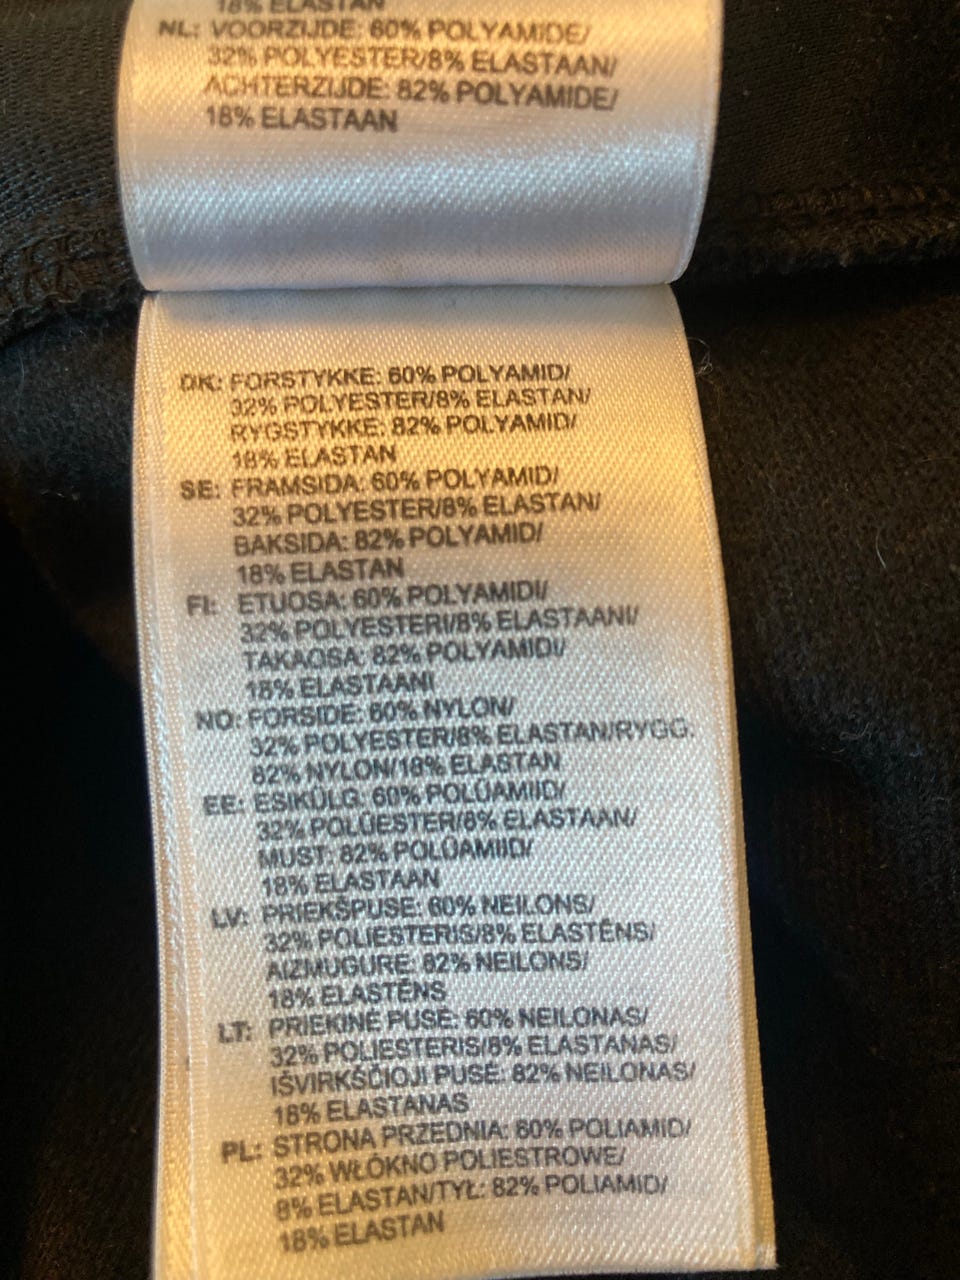 18% ELASTAN
NL: VOORZIJDE: 60% POLYAMIDE/
32% POLYESTER/8% ELASTAAN/
ACHTERZIJDE: 82% POLYAMIDE/
18% ELASTAAN
DK: FORSTYKKE: 60% POLYAMID/
32% POLYESTER/8% ELASTAN/
RYGSTYKKE: 82% POLYAMID/
18% ELASTAN
SE: FRAMSIDA: 60% POLYAMID/
32% POLYESTER/8% ELASTAN/
BAKSIDA: 82% POLYAMID/
18% ELASTAN
FI: ETUOSA: 60% POLYAMIDI/
32% POLYESTERI/8% ELASTAANI/
TAKAOSA: 82% POLYAMIDI/
18% ELASTAANI
NO: FORSIDE: 60% NYLON/
32% POLYESTER/8% ELASTAN/RYGG:
82% NYLON/18% ELASTAN
EE: ESIKÜLG: 60% POLÜAMIID/
32% POLÜESTER/8% ELASTAAN/
MUST: 82% POLÜAMIID/
18% ELASTAAN
LV: PRIEKŠPUSE: 60% NEILONS/
32% POLIESTERIS/8% ELASTĒNS/
AIZMUGURE: 82% NEILONS/
18% ELASTĒNS
LT: PRIEKINĖ PUSĖ: 60% NEILONAS/
32% POLIESTERIS/8% ELASTANAS/
IŠVIRKŠČIOJI PUSĖ: 82% NEILONAS/
18% ELASTANAS
PL: STRONA PRZEDNIA: 60% POLIAMID/
32% WŁÓKNO POLIESTROWE/
8% ELASTAN/TYŁ: 82% POLIAMID/
18% ELASTAN